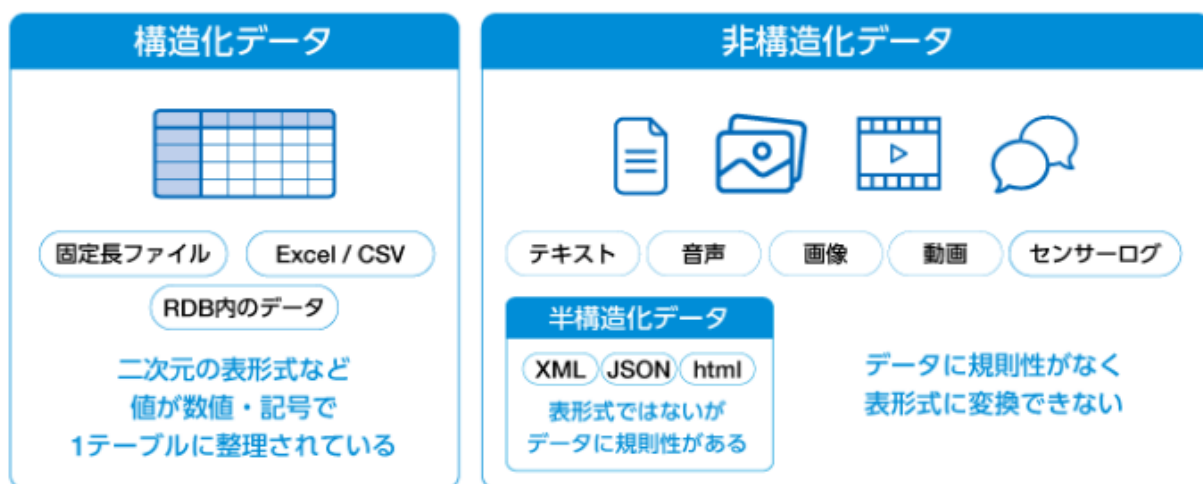 構造化データ
固定長ファイル
Excel / CSV
RDB内のデータ
二次元の表形式など
値が数値・記号で
1テーブルに整理されている
非構造化データ
テキスト
音声
画像
動画
センサーログ
半構造化データ
XML
JSON
html
表形式ではないが
データに規則性がある
データに規則性がなく
表形式に変換できない